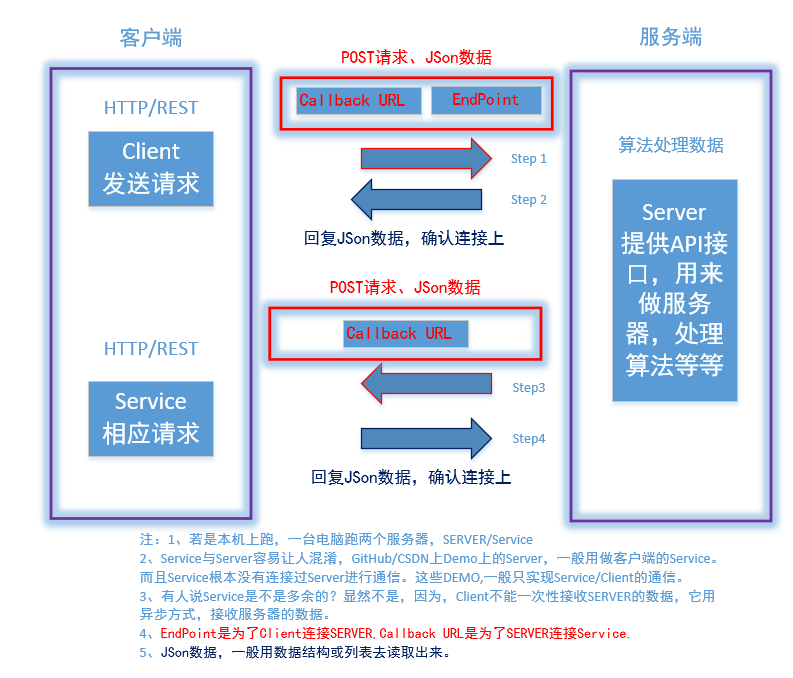 客户端
服务端
POST请求、JSon数据
Callback URL
EndPoint
HTTP/REST
Client
发送请求
Step 1
Step 2
回复JSon数据，确认连接上
算法处理数据
Server
提供API接
口，用来
做服务
器，处理
算法等等
POST请求、JSon数据
Callback URL
HTTP/REST
Service
相应请求
Step3
Step4
回复JSon数据，确认连接上
注：1、若是本机上跑，一台电脑跑两个服务器，SERVER/Service
2、Service与Server容易让人混淆，GitHub/CSDN上Demo上的Server，一般用做客户端的Service。
而且Service根本没有连接过Server进行通信。这些DEMO,一般只实现Service/Client的通信。
3、有人说Service是不是多余的？显然不是，因为，Client不能一次性接收SERVER的数据，它用
异步方式，接收服务器的数据。
4、EndPoint是为了Client连接SERVER,Callback URL是为了SERVER连接Service.
5、JSon数据，一般用数据结构或列表去读取出来。